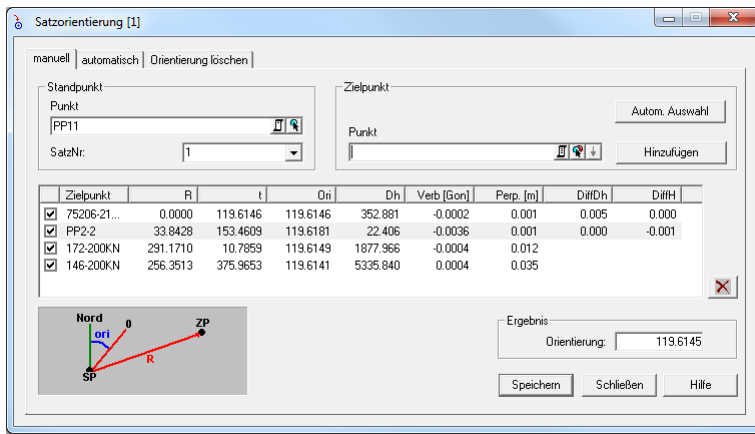 Satzorientierung [1]
manuell automatisch Orientierung löschen
Standpunkt
Punkt
PP11
SatzNr: 1
Zielpunkt
Punkt
Autom. Auswahl
Hinzufügen
Zielpunkt R t Ori Dh Verb [Gon] Perp. [m] DiffDh DiffH
75206-21... 0.0000 119.6146 119.6146 352.881 -0.0002 0.001 0.005 0.000
PP2-2 33.8428 153.4609 119.6181 22.406 -0.0036 0.001 0.000 -0.001
172-200KN 291.1710 10.7859 119.6149 1877.966 -0.0004 0.012
146-200KN 256.3513 375.9653 119.6141 5335.840 0.0004 0.035
Nord 0 ZP
ori
R
SP
Ergebnis
Orientierung: 119.6145
Speichern Schließen Hilfe